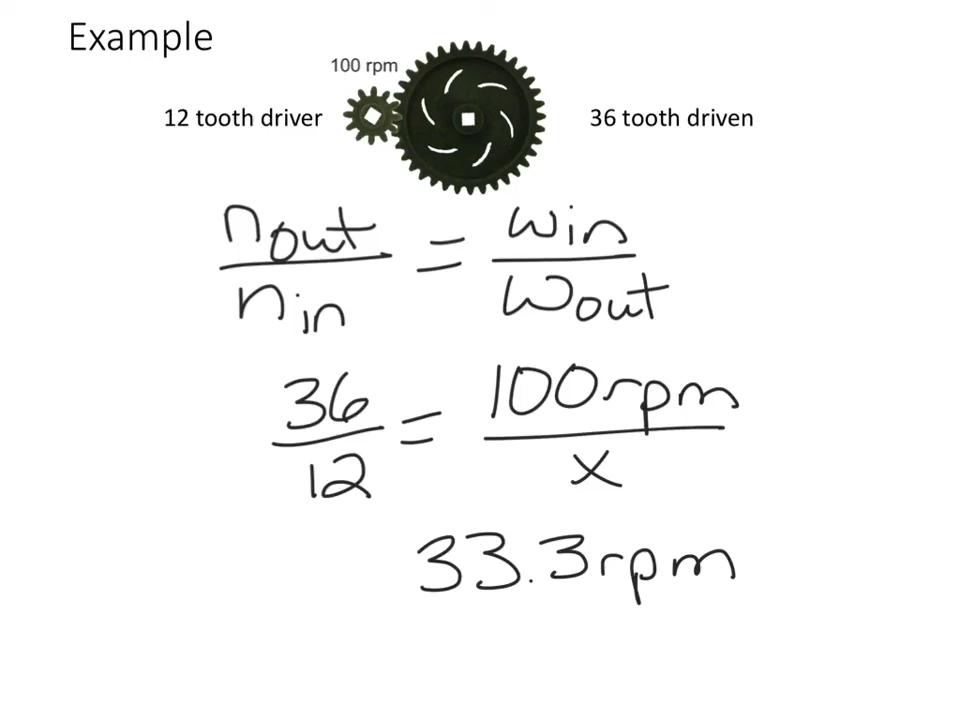 Example
100 rpm
12 tooth driver
36 tooth driven
nout / nin = win / wout
36 / 12 = 100rpm / x
33.3rpm